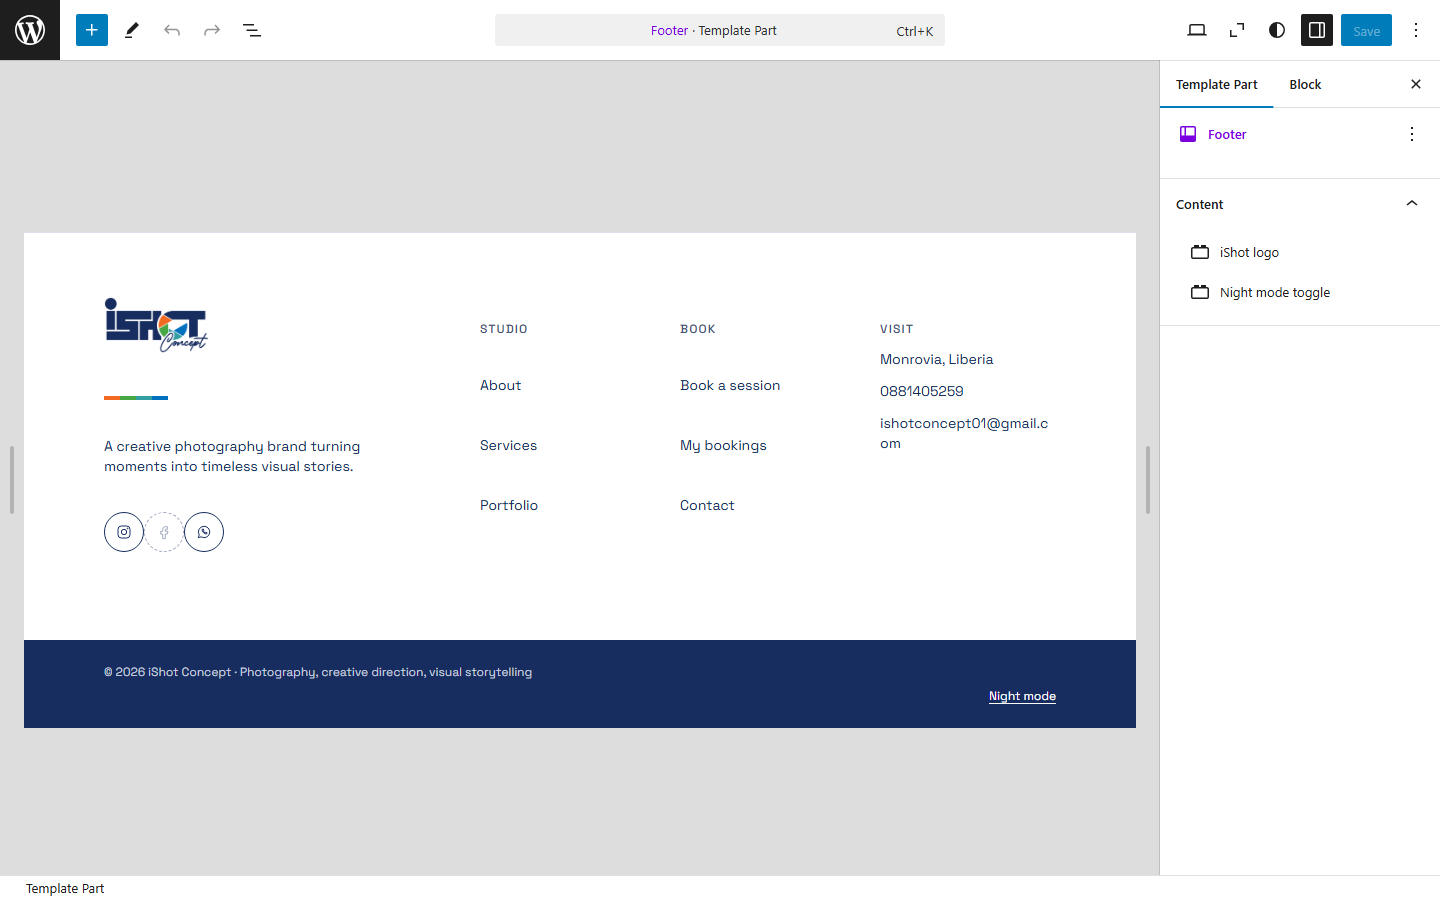 Footer · Template Part
Ctrl+K
Save
Template Part
Block
Footer
Content
iShot logo
Night mode toggle
iSHOT
Concept
A creative photography brand turning
moments into timeless visual stories.
STUDIO
About
Services
Portfolio
BOOK
Book a session
My bookings
Contact
VISIT
Monrovia, Liberia
0881405259
ishotconcept01@gmail.c
om
© 2026 iShot Concept · Photography, creative direction, visual storytelling
Night mode
Template Part